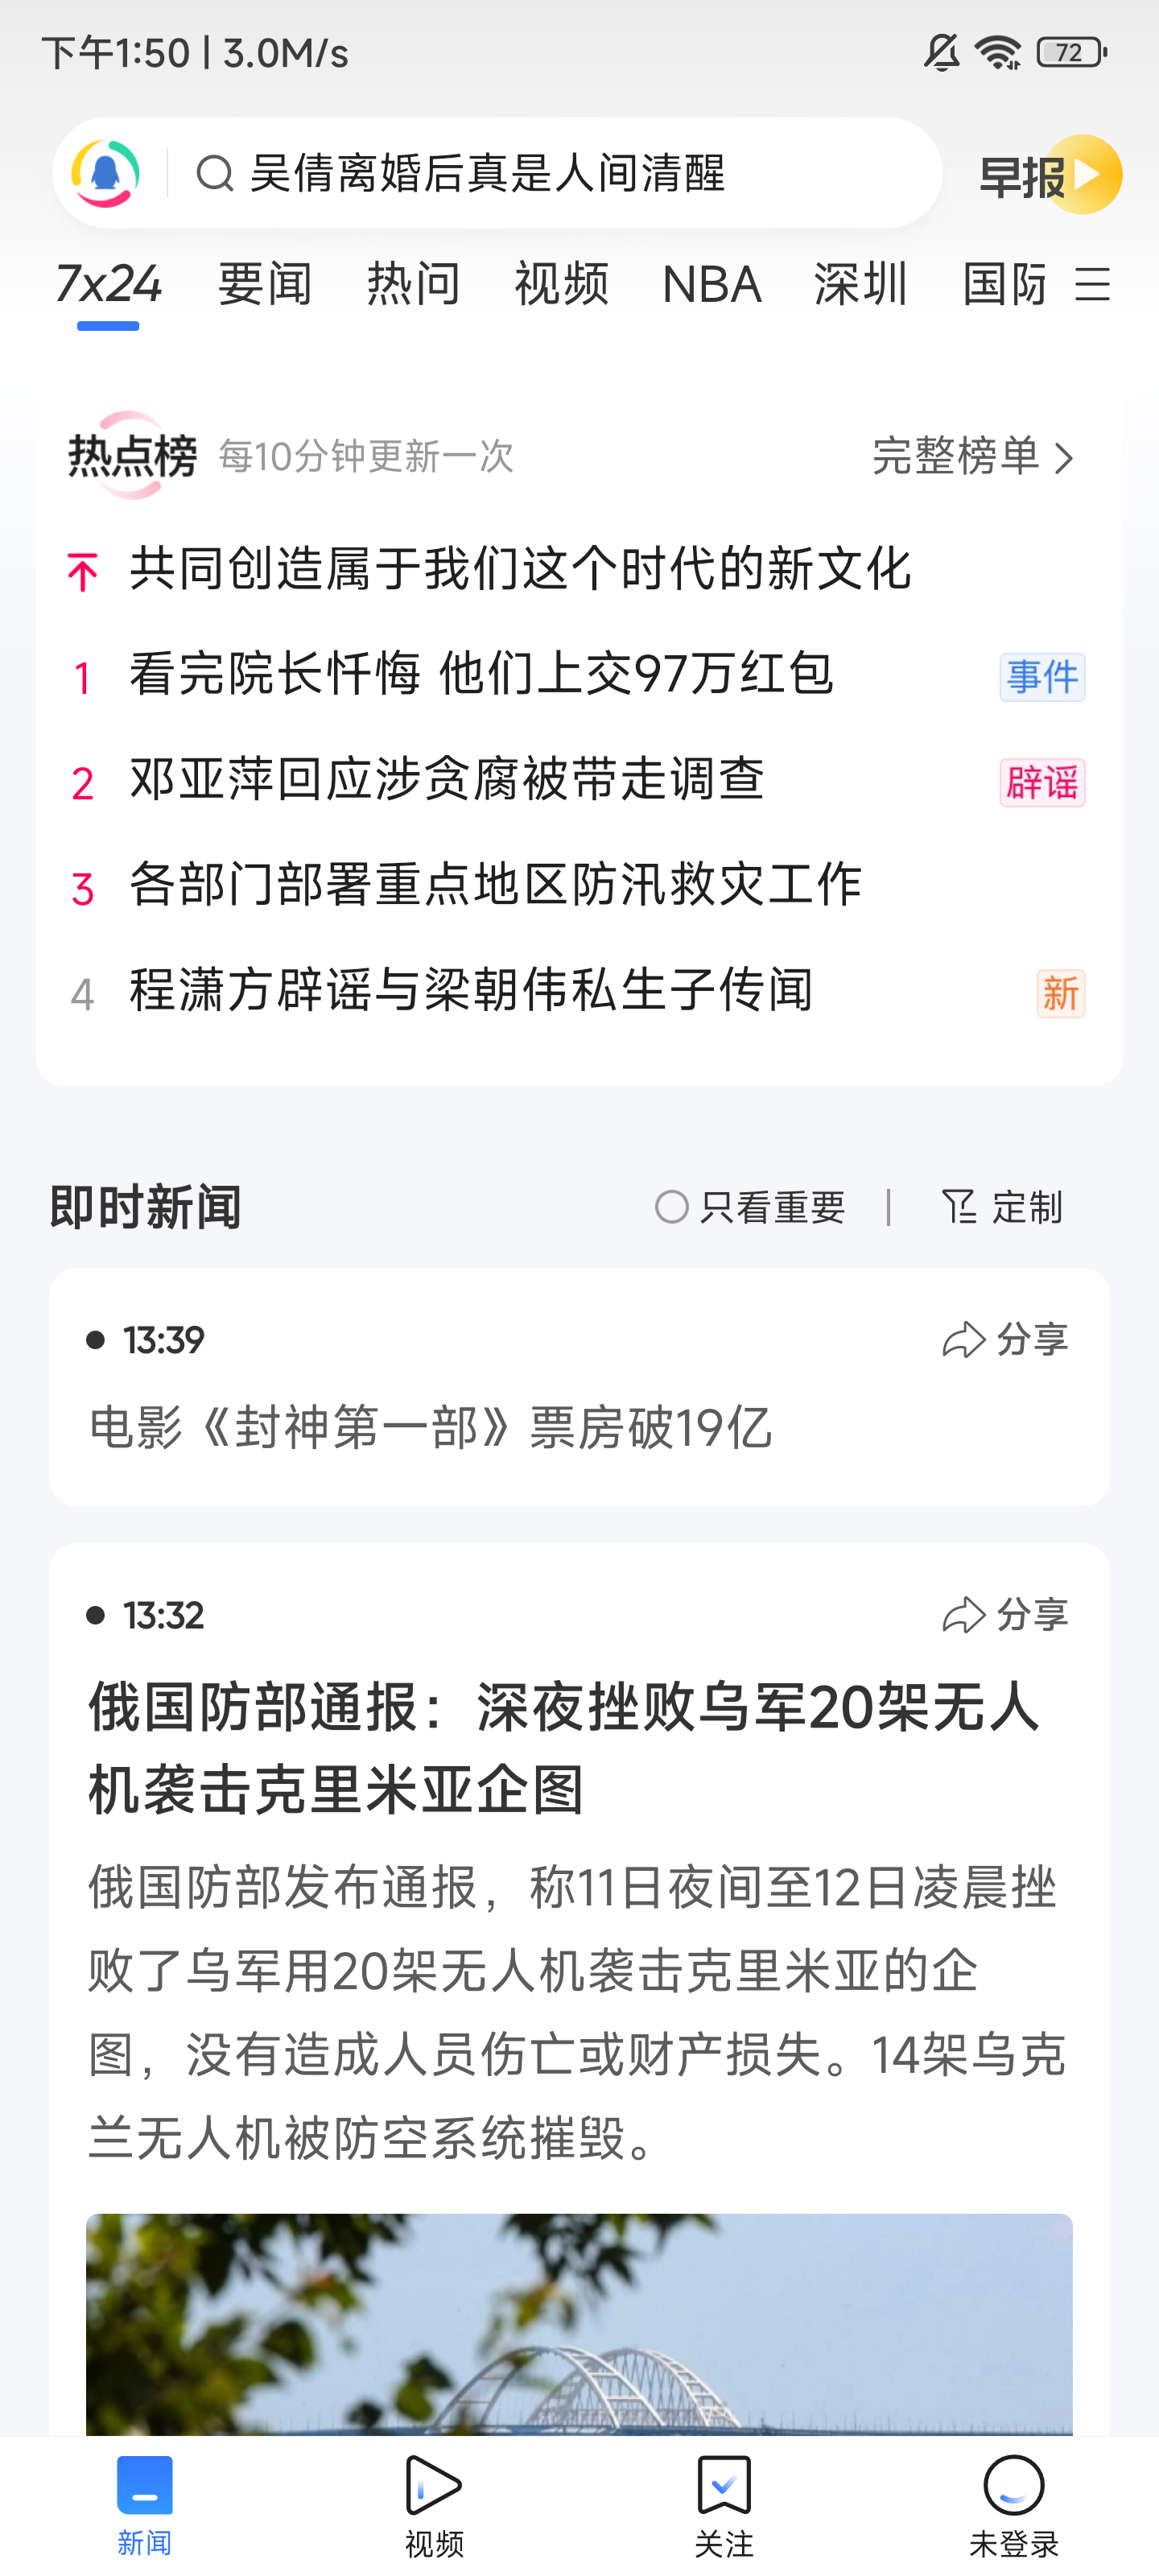 下午1:50 | 3.0M/s
72
吴倩离婚后真是人间清醒
早报
7x24 要闻 热问 视频 NBA 深圳 国际
热点榜 每10分钟更新一次 完整榜单
共同创造属于我们这个时代的新文化
1 看完院长忏悔 他们上交97万红包 事件
2 邓亚萍回应涉贪腐被带走调查 辟谣
3 各部门部署重点地区防汛救灾工作
4 程潇方辟谣与梁朝伟私生子传闻 新
即时新闻 只看重要 | 定制
13:39 分享
电影《封神第一部》票房破19亿
13:32 分享
俄国防部通报：深夜挫败乌军20架无人
机袭击克里米亚企图
俄国防部发布通报，称11日夜间至12日凌晨挫
败了乌军用20架无人机袭击克里米亚的企
图，没有造成人员伤亡或财产损失。14架乌克
兰无人机被防空系统摧毁。
新闻 视频 关注 未登录